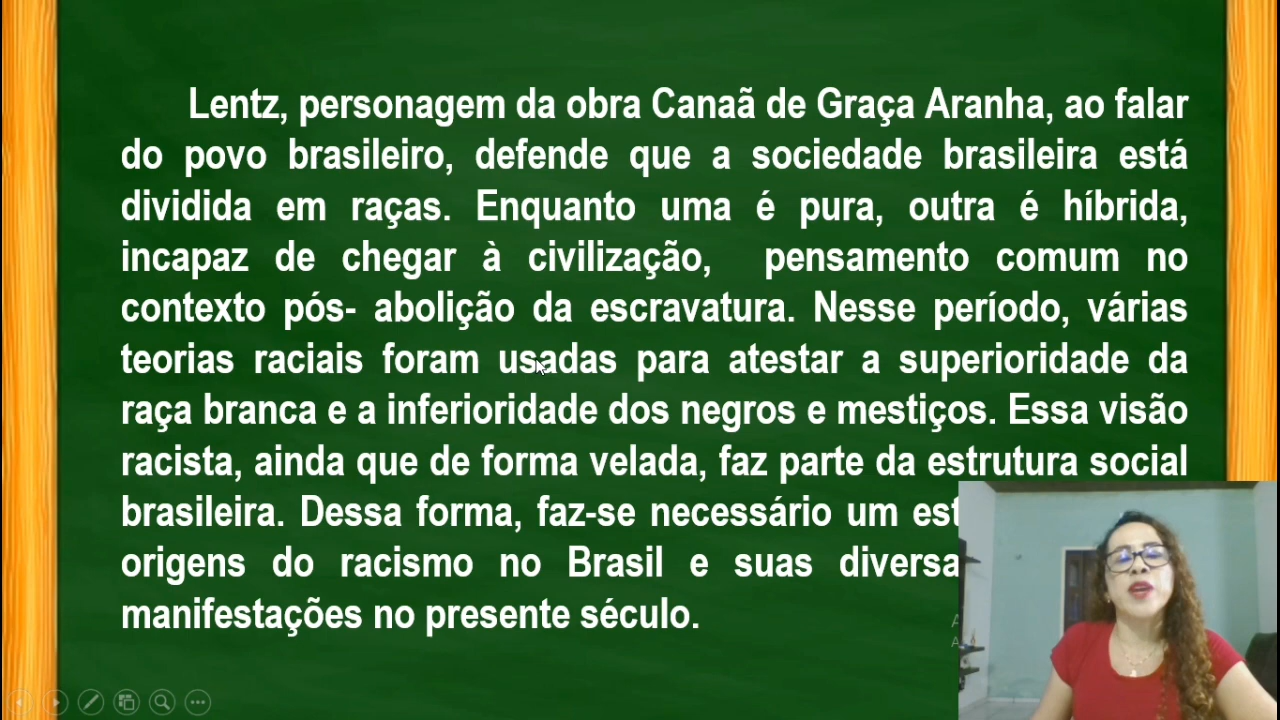 Lentz, personagem da obra Canaã de Graça Aranha, ao falar
do povo brasileiro, defende que a sociedade brasileira está
dividida em raças. Enquanto uma é pura, outra é híbrida,
incapaz de chegar à civilização, pensamento comum no
contexto pós- abolição da escravatura. Nesse período, várias
teorias raciais foram usadas para atestar a superioridade da
raça branca e a inferioridade dos negros e mestiços. Essa visão
racista, ainda que de forma velada, faz parte da estrutura social
brasileira. Dessa forma, faz-se necessário um
origens do racismo no Brasil e suas
manifestações no presente século.